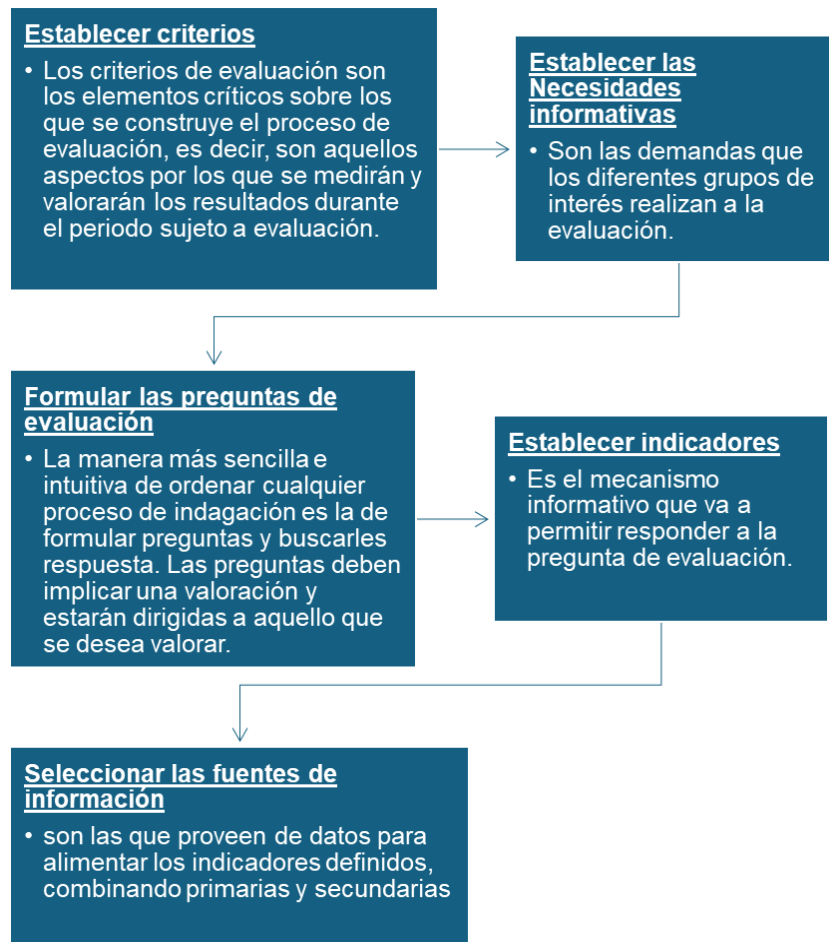 Establecer criterios
• Los criterios de evaluación son
los elementos críticos sobre los
que se construye el proceso de
evaluación, es decir, son aquellos
aspectos por los que se medirán y
valorarán los resultados durante
el periodo sujeto a evaluación.
Establecer las
Necesidades
informativas
• Son las demandas que
los diferentes grupos de
interés realizan a la
evaluación.
Formular las preguntas de
evaluación
• La manera más sencilla e
intuitiva de ordenar cualquier
proceso de indagación es la de
formular preguntas y buscarles
respuesta. Las preguntas deben
implicar una valoración y
estarán dirigidas a aquello que
se desea valorar.
Establecer indicadores
• Es el mecanismo
informativo que va a
permitir responder a la
pregunta de evaluación.
Seleccionar las fuentes de
información
• son las que proveen de datos para
alimentar los indicadores definidos,
combinando primarias y secundarias